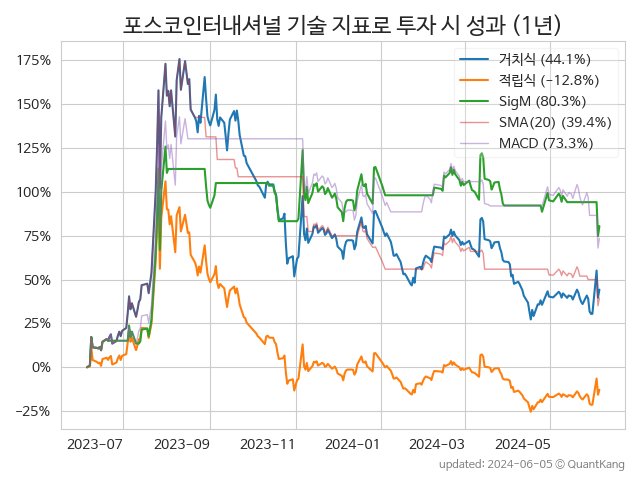 포스코인터내셔널 기술 지표로 투자 시 성과 (1년)
175%
150%
125%
100%
75%
50%
25%
0%
−25%
거치식 (44.1%)
적립식 (−12.8%)
SigM (80.3%)
SMA(20) (39.4%)
MACD (73.3%)
2023-07
2023-09
2023-11
2024-01
2024-03
2024-05
updated: 2024-06-05 ⓒ QuantKang